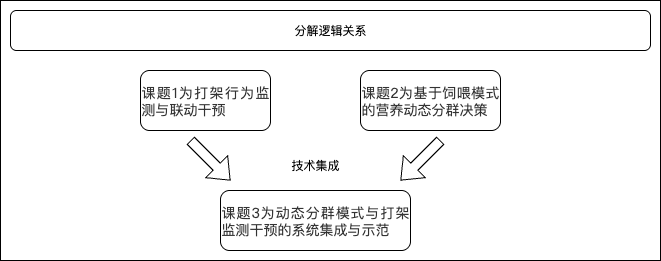 分解逻辑关系
课题1为打架行为监
测与联动干预
课题2为基于饲喂模式
的营养动态分群决策
技术集成
课题3为动态分群模式与打架
监测干预的系统集成与示范